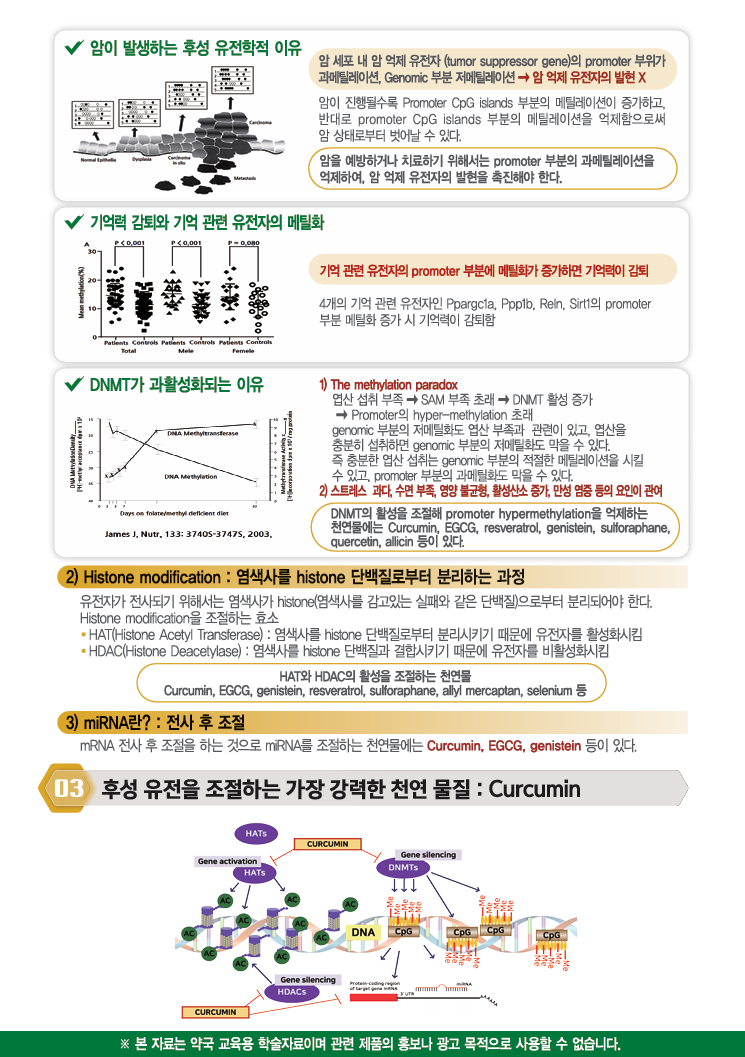 암이 발생하는 후성 유전학적 이유
Normal Epithellia
Dysplasia
Carcinoma
in situ
Carcinoma
Metastasis
암 세포 내 암 억제 유전자 (tumor suppressor gene)의 promoter 부위가
과메틸레이션, Genomic 부분 저메틸레이션 ➞ 암 억제 유전자의 발현 X
암이 진행될수록 Promoter CpG islands 부분의 메틸레이션이 증가하고,
반대로 promoter CpG islands 부분의 메틸레이션을 억제함으로써
암 상태로부터 벗어날 수 있다.
암을 예방하거나 치료하기 위해서는 promoter 부분의 과메틸레이션을
억제하여, 암 억제 유전자의 발현을 촉진해야 한다.
기억력 감퇴와 기억 관련 유전자의 메틸화
A
P < 0,001
P < 0,001
P = 0,080
Mean methylation(%)
30
20
10
0
Patients Controls Patients Controls Patients Controls
Total Mele Femele
기억 관련 유전자의 promoter 부분에 메틸화가 증가하면 기억력이 감퇴
4개의 기억 관련 유전자인 Ppargc1a, Ppp1b, Reln, Sirt1의 promoter
부분 메틸화 증가 시 기억력이 감퇴함
DNMT가 과활성화되는 이유
DNA Methyltransferase
DNA Methylation
Days on folate/methyl deficient diet
James J, Nutr, 133: 3740S-3747S, 2003,
1) The methylation paradox
엽산 섭취 부족 ➞ SAM 부족 초래 ➞ DNMT 활성 증가
➞ Promoter의 hyper-methylation 초래
genomic 부분의 저메틸화도 엽산 부족과 관련이 있고, 엽산을
충분히 섭취하면 genomic 부분의 저메틸화도 막을 수 있다.
즉 충분한 엽산 섭취는 genomic 부분의 적절한 메틸레이션을 시킬
수 있고, promoter 부분의 과메틸화도 막을 수 있다.
2) 스트레스 과다, 수면 부족, 영양 불균형, 활성산소 증가, 만성 염증 등의 요인이 관여
DNMT의 활성을 조절해 promoter hypermethylation을 억제하는
천연물에는 Curcumin, EGCG, resveratrol, genistein, sulforaphane,
quercetin, allicin 등이 있다.
2) Histone modification : 염색사를 histone 단백질로부터 분리하는 과정
유전자가 전사되기 위해서는 염색사가 histone(염색사를 감고있는 실패와 같은 단백질)으로부터 분리되어야 한다.
Histone modification을 조절하는 효소
• HAT(Histone Acetyl Transferase) : 염색사를 histone 단백질로부터 분리시키기 때문에 유전자를 활성화시킴
• HDAC(Histone Deacetylase) : 염색사를 histone 단백질과 결합시키기 때문에 유전자를 비활성화시킴
HAT와 HDAC의 활성을 조절하는 천연물
Curcumin, EGCG, genistein, resveratrol, sulforaphane, allyl mercaptan, selenium 등
3) miRNA란? : 전사 후 조절
mRNA 전사 후 조절을 하는 것으로 miRNA를 조절하는 천연물에는 Curcumin, EGCG, genistein 등이 있다.
03 후성 유전을 조절하는 가장 강력한 천연 물질 : Curcumin
HATs
CURCUMIN
Gene activation
Gene silencing
HATs
DNMTs
AC AC AC
AC AC AC
AC AC AC
Me Me Me Me
Me Me Me Me
DNA
CpG CpG CpG CpG
Me Me Me Me
Me Me Me Me
Gene silencing
HDACs
CURCUMIN
Protein-coding region
of target gene mRNA
3' UTR
miRNA
AAAAAA
※ 본 자료는 약국 교육용 학술자료이며 관련 제품의 홍보나 광고 목적으로 사용할 수 없습니다.